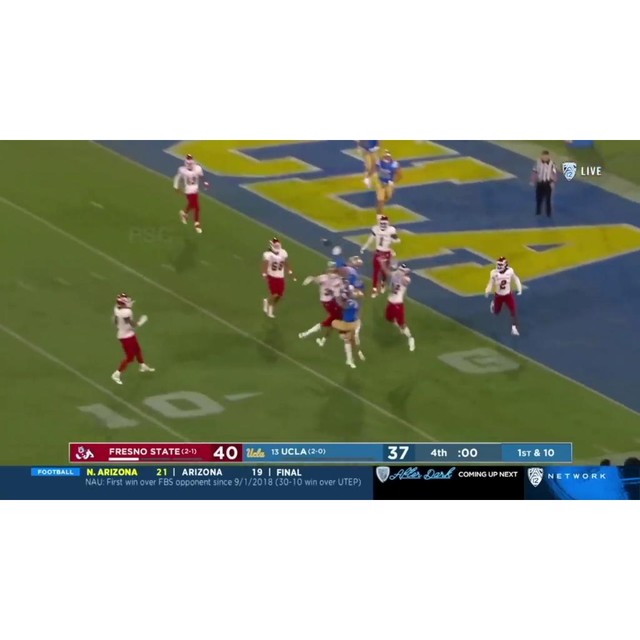 LIVE
UCLA
PAC
G
10
FRESNO STATE (2-1) 40 Ucla 13 UCLA (2-0) 37 4th :00 1ST & 10
FOOTBALL N. ARIZONA 21 | ARIZONA 19 | FINAL
NAU: First win over FBS opponent since 9/1/2018 (30-10 win over UTEP)
After Dark COMING UP NEXT
NETWORK